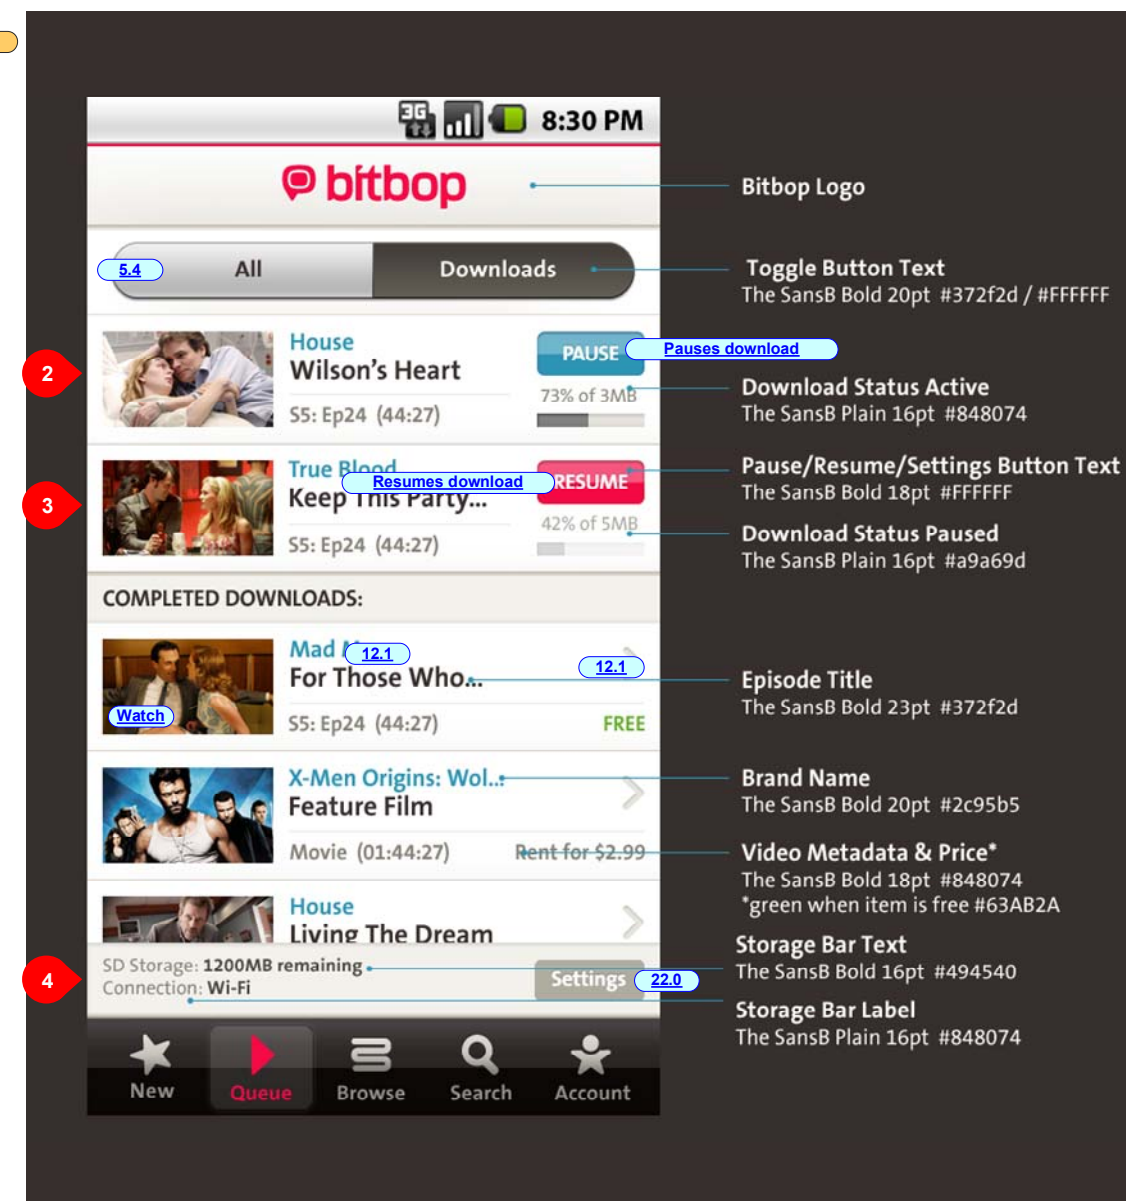 3G
8:30 PM
bitbop
Bitbop Logo
5.4
All
Downloads
Toggle Button Text
The SansB Bold 20pt #372f2d / #FFFFFF
2
House
Wilson's Heart
S5: Ep24 (44:27)
PAUSE
Pauses download
73% of 3MB
Download Status Active
The SansB Plain 16pt #848074
3
True Blood
Resumes download
Keep This Party...
S5: Ep24 (44:27)
RESUME
42% of 5MB
Pause/Resume/Settings Button Text
The SansB Bold 18pt #FFFFFF
Download Status Paused
The SansB Plain 16pt #a9a69d
COMPLETED DOWNLOADS:
Mad
12.1
12.1
For Those Who...
Watch
S5: Ep24 (44:27)
FREE
Episode Title
The SansB Bold 23pt #372f2d
X-Men Origins: Wol...
Feature Film
Movie (01:44:27)
Rent for $2.99
Brand Name
The SansB Bold 20pt #2c95b5
Video Metadata & Price*
The SansB Bold 18pt #848074
*green when item is free #63AB2A
House
Living The Dream
4
SD Storage: 1200MB remaining
Connection: Wi-Fi
Settings
22.0
Storage Bar Text
The SansB Bold 16pt #494540
Storage Bar Label
The SansB Plain 16pt #848074
New
Queue
Browse
Search
Account